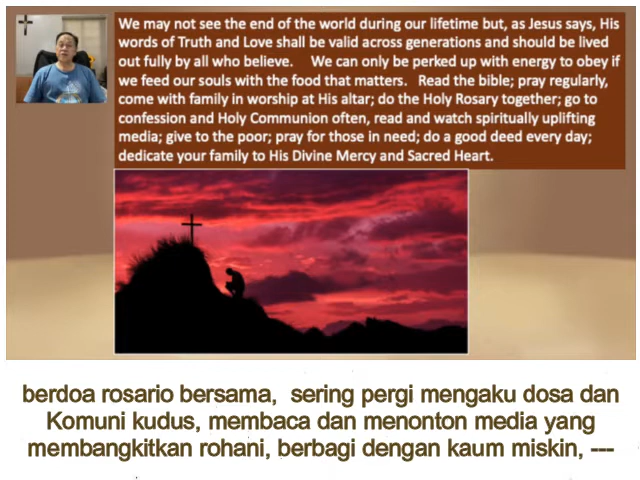 We may not see the end of the world during our lifetime but, as Jesus says, His
words of Truth and Love shall be valid across generations and should be lived
out fully by all who believe. We can only be perked up with energy to obey if
we feed our souls with the food that matters. Read the bible; pray regularly,
come with family in worship at His altar; do the Holy Rosary together; go to
confession and Holy Communion often, read and watch spiritually uplifting
media; give to the poor; pray for those in need; do a good deed every day;
dedicate your family to His Divine Mercy and Sacred Heart.
berdoa rosario bersama, sering pergi mengaku dosa dan
Komuni kudus, membaca dan menonton media yang
membangkitkan rohani, berbagi dengan kaum miskin, ---